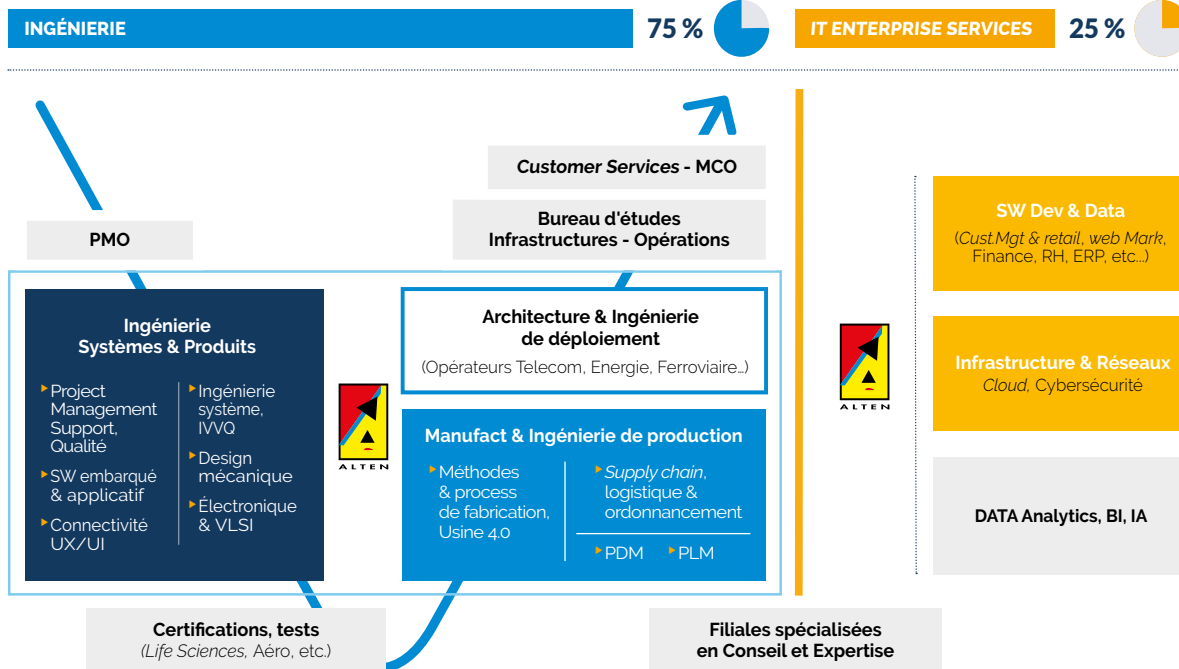 INGÉNIERIE
75 %
IT ENTERPRISE SERVICES
25 %
Customer Services - MCO
Bureau d'études
Infrastructures - Opérations
PMO
Ingénierie
Systèmes & Produits
Project
Management
Support,
Qualité
SW embarqué
& applicatif
Connectivité
UX/UI
Ingénierie
système,
IVVQ
Design
mécanique
Électronique
& VLSI
ALTEN
Architecture & Ingénierie
de déploiement
(Opérateurs Telecom, Energie, Ferroviaire...)
Manufact & Ingénierie de production
Méthodes
& process
de fabrication,
Usine 4.0
Supply chain,
logistique &
ordonnancement
PDM
PLM
Certifications, tests
(Life Sciences, Aéro, etc.)
Filiales spécialisées
en Conseil et Expertise
ALTEN
SW Dev & Data
(Cust.Mgt & retail, web Mark,
Finance, RH, ERP, etc...)
Infrastructure & Réseaux
Cloud, Cybersécurité
DATA Analytics, BI, IA